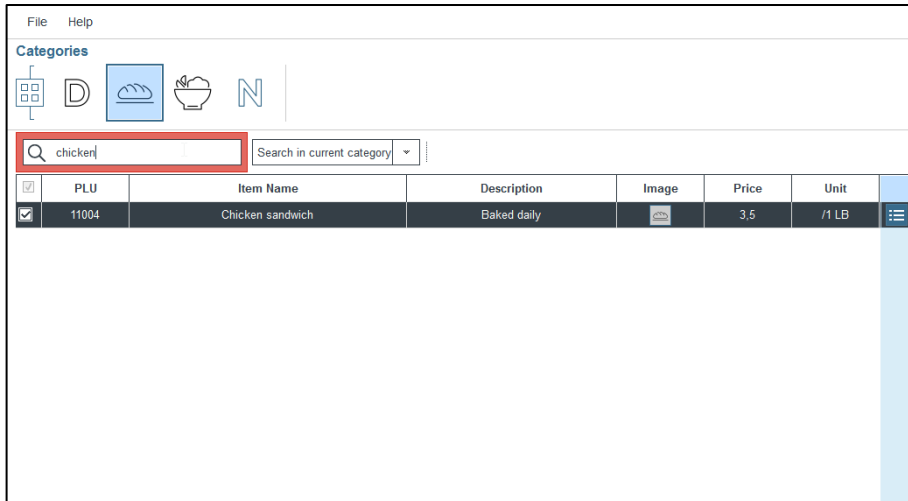 File Help
Categories
D N
chicken Search in current category
PLU Item Name Description Image Price Unit
11004 Chicken sandwich Baked daily 3,5 /1 LB